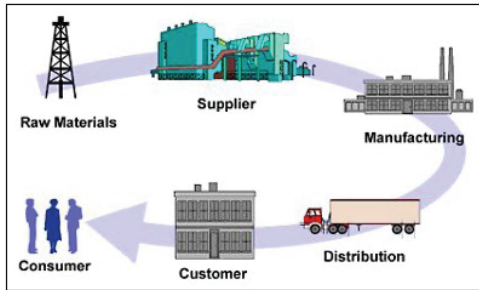 Raw Materials
Supplier
Manufacturing
Distribution
Customer
Consumer